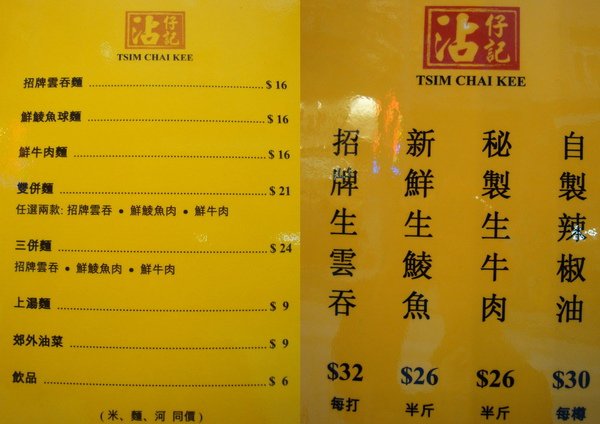 沾仔記
TSIM CHAI KEE
招牌雲吞麵 $ 16
鮮鯪魚球麵 $ 16
鮮牛肉麵 $ 16
雙併麵 $ 21
任選兩款: 招牌雲吞 • 鮮鯪魚肉 • 鮮牛肉
三併麵 $ 24
招牌雲吞 • 鮮鯪魚肉 • 鮮牛肉
上湯麵 $ 9
郊外油菜 $ 9
飲品 $ 6
( 米、麵、河 同價 )
沾仔記
TSIM CHAI KEE
招牌生雲吞
$32
每打
新鮮生鯪魚
$26
半斤
秘製生牛肉
$26
半斤
自製辣椒油
$30
每樽